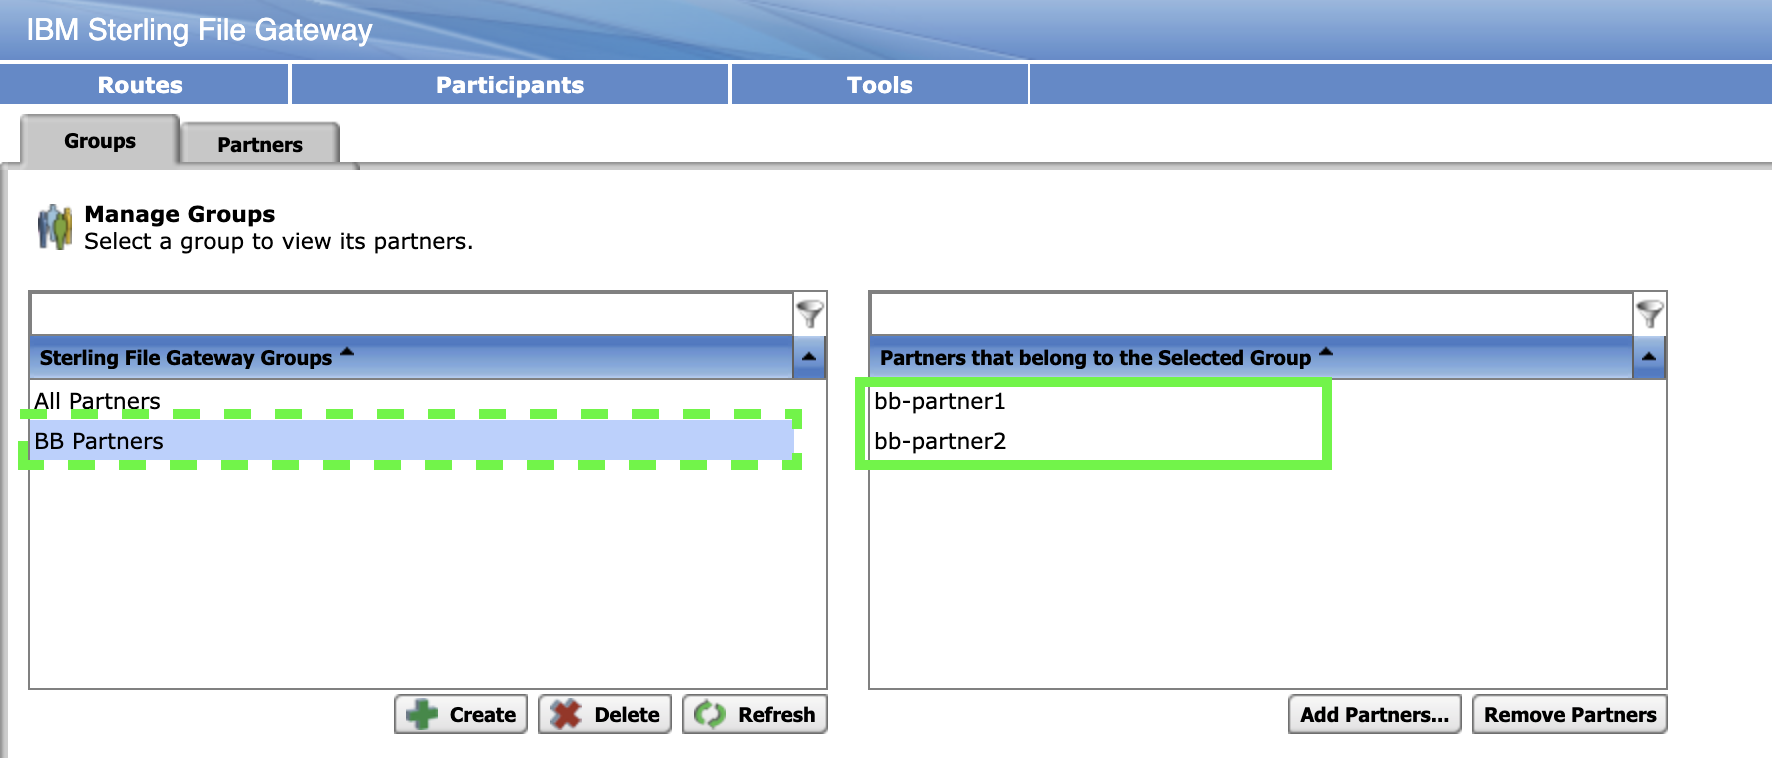 IBM Sterling File Gateway
Routes Participants Tools
Groups Partners
Manage Groups
Select a group to view its partners.
Sterling File Gateway Groups
All Partners
BB Partners
Create Delete Refresh
Partners that belong to the Selected Group
bb-partner1
bb-partner2
Add Partners... Remove Partners